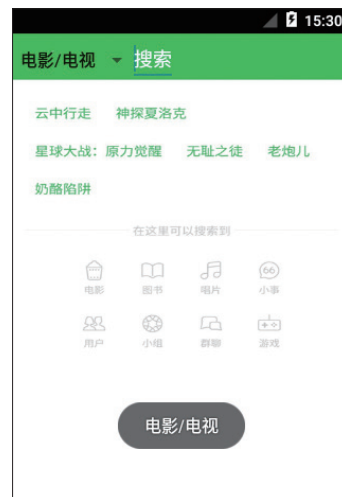 15:30
电影/电视 搜索
云中行走 神探夏洛克
星球大战：原力觉醒 无耻之徒 老炮儿
奶酪陷阱
在这里可以搜索到
66
电影 图书 唱片 小事
用户 小组 群聊 游戏
电影/电视